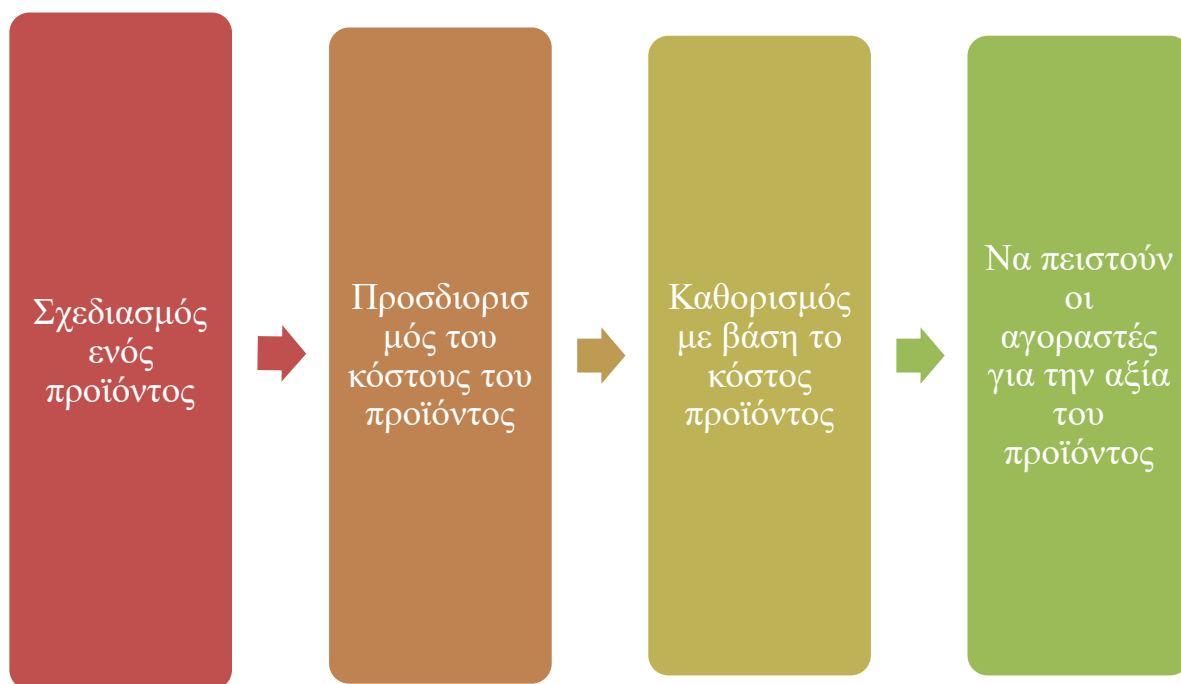 Σχεδιασμός
ενός
προϊόντος
Προσδιορισ
μός του
κόστους του
προϊόντος
Καθορισμός
με βάση το
κόστος
προϊόντος
Να πειστούν
οι
αγοραστές
για την αξία
του
προϊόντος